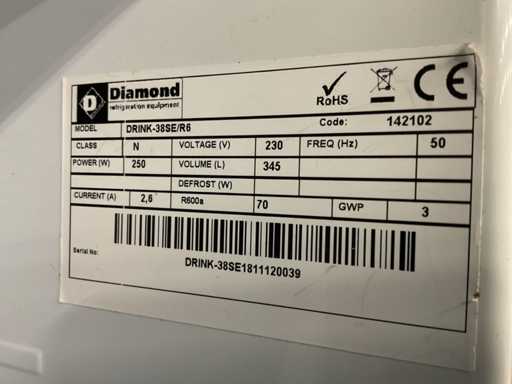 D Diamond
refrigeration equipment
RoHS
CE
MODEL DRINK-38SE/R6 Code: 142102
CLASS N VOLTAGE (V) 230 FREQ (Hz) 50
POWER (W) 250 VOLUME (L) 345
DEFROST (W)
CURRENT (A) 2,6 R600a 70 GWP 3
Serial No:
DRINK-38SE1811120039